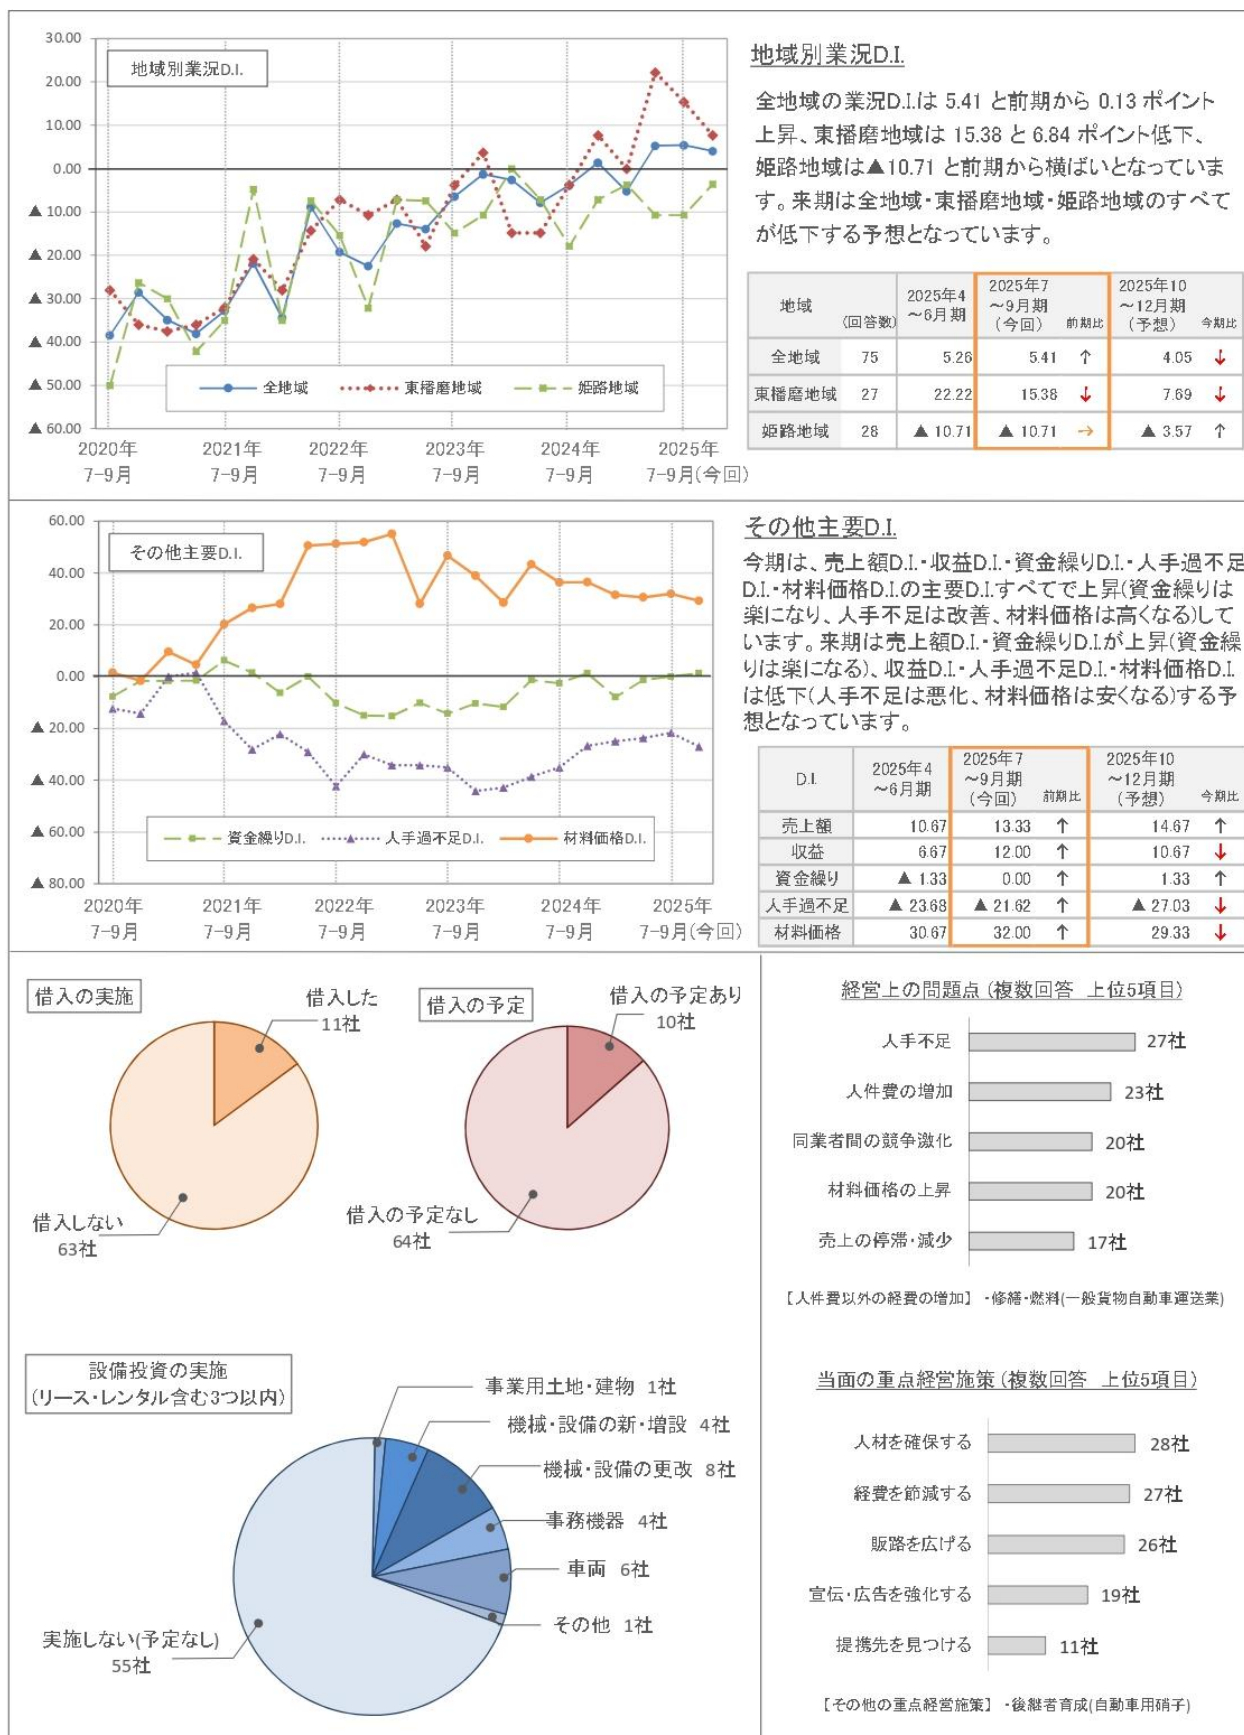 地域別業況D.I.
30.00
20.00
10.00
0.00
▲ 10.00
▲ 20.00
▲ 30.00
▲ 40.00
▲ 50.00
▲ 60.00
全地域 東播磨地域 姫路地域
2020年 2021年 2022年 2023年 2024年 2025年
7-9月 7-9月 7-9月 7-9月 7-9月 7-9月(今回)
地域別業況D.I.
全地域の業況D.I.は 5.41 と前期から 0.13 ポイント
上昇、東播磨地域は 15.38 と 6.84 ポイント低下、
姫路地域は▲10.71 と前期から横ばいとなっていま
す。来期は全地域・東播磨地域・姫路地域のすべて
が低下する予想となっています。
地域 (回答数) 2025年4～6月期 2025年7～9月期(今回) 前期比 2025年10～12月期(予想) 今期比
全地域 75 5.26 5.41 ↑ 4.05 ↓
東播磨地域 27 22.22 15.38 ↓ 7.69 ↓
姫路地域 28 ▲ 10.71 ▲ 10.71 → ▲ 3.57 ↑
その他主要D.I.
60.00
40.00
20.00
0.00
▲ 20.00
▲ 40.00
▲ 60.00
▲ 80.00
資金繰りD.I. 人手過不足D.I. 材料価格D.I.
2020年 2021年 2022年 2023年 2024年 2025年
7-9月 7-9月 7-9月 7-9月 7-9月 7-9月(今回)
その他主要D.I.
今期は、売上額D.I.・収益D.I.・資金繰りD.I.・人手過不足
D.I.・材料価格D.I.の主要D.I.すべてで上昇(資金繰りは
楽になり、人手不足は改善、材料価格は高くなる)して
います。来期は売上額D.I.・資金繰りD.I.が上昇(資金繰
りは楽になる)、収益D.I.・人手過不足D.I.・材料価格D.I.
は低下(人手不足は悪化、材料価格は安くなる)する予
想となっています。
D.I. 2025年4～6月期 2025年7～9月期(今回) 前期比 2025年10～12月期(予想) 今期比
売上額 10.67 13.33 ↑ 14.67 ↑
収益 6.67 12.00 ↑ 10.67 ↓
資金繰り ▲ 1.33 0.00 ↑ 1.33 ↑
人手過不足 ▲ 23.68 ▲ 21.62 ↑ ▲ 27.03 ↓
材料価格 30.67 32.00 ↑ 29.33 ↓
借入の実施
借入した
11社
借入しない
63社
借入の予定
借入の予定あり
10社
借入の予定なし
64社
経営上の問題点 (複数回答 上位5項目)
人手不足 27社
人件費の増加 23社
同業者間の競争激化 20社
材料価格の上昇 20社
売上の停滞・減少 17社
【人件費以外の経費の増加】 ・修繕・燃料(一般貨物自動車運送業)
設備投資の実施
(リース・レンタル含む3つ以内)
事業用土地・建物 1社
機械・設備の新・増設 4社
機械・設備の更改 8社
事務機器 4社
車両 6社
その他 1社
実施しない(予定なし)
55社
当面の重点経営施策 (複数回答 上位5項目)
人材を確保する 28社
経費を節減する 27社
販路を広げる 26社
宣伝・広告を強化する 19社
提携先を見つける 11社
【その他の重点経営施策】 ・後継者育成(自動車用硝子)